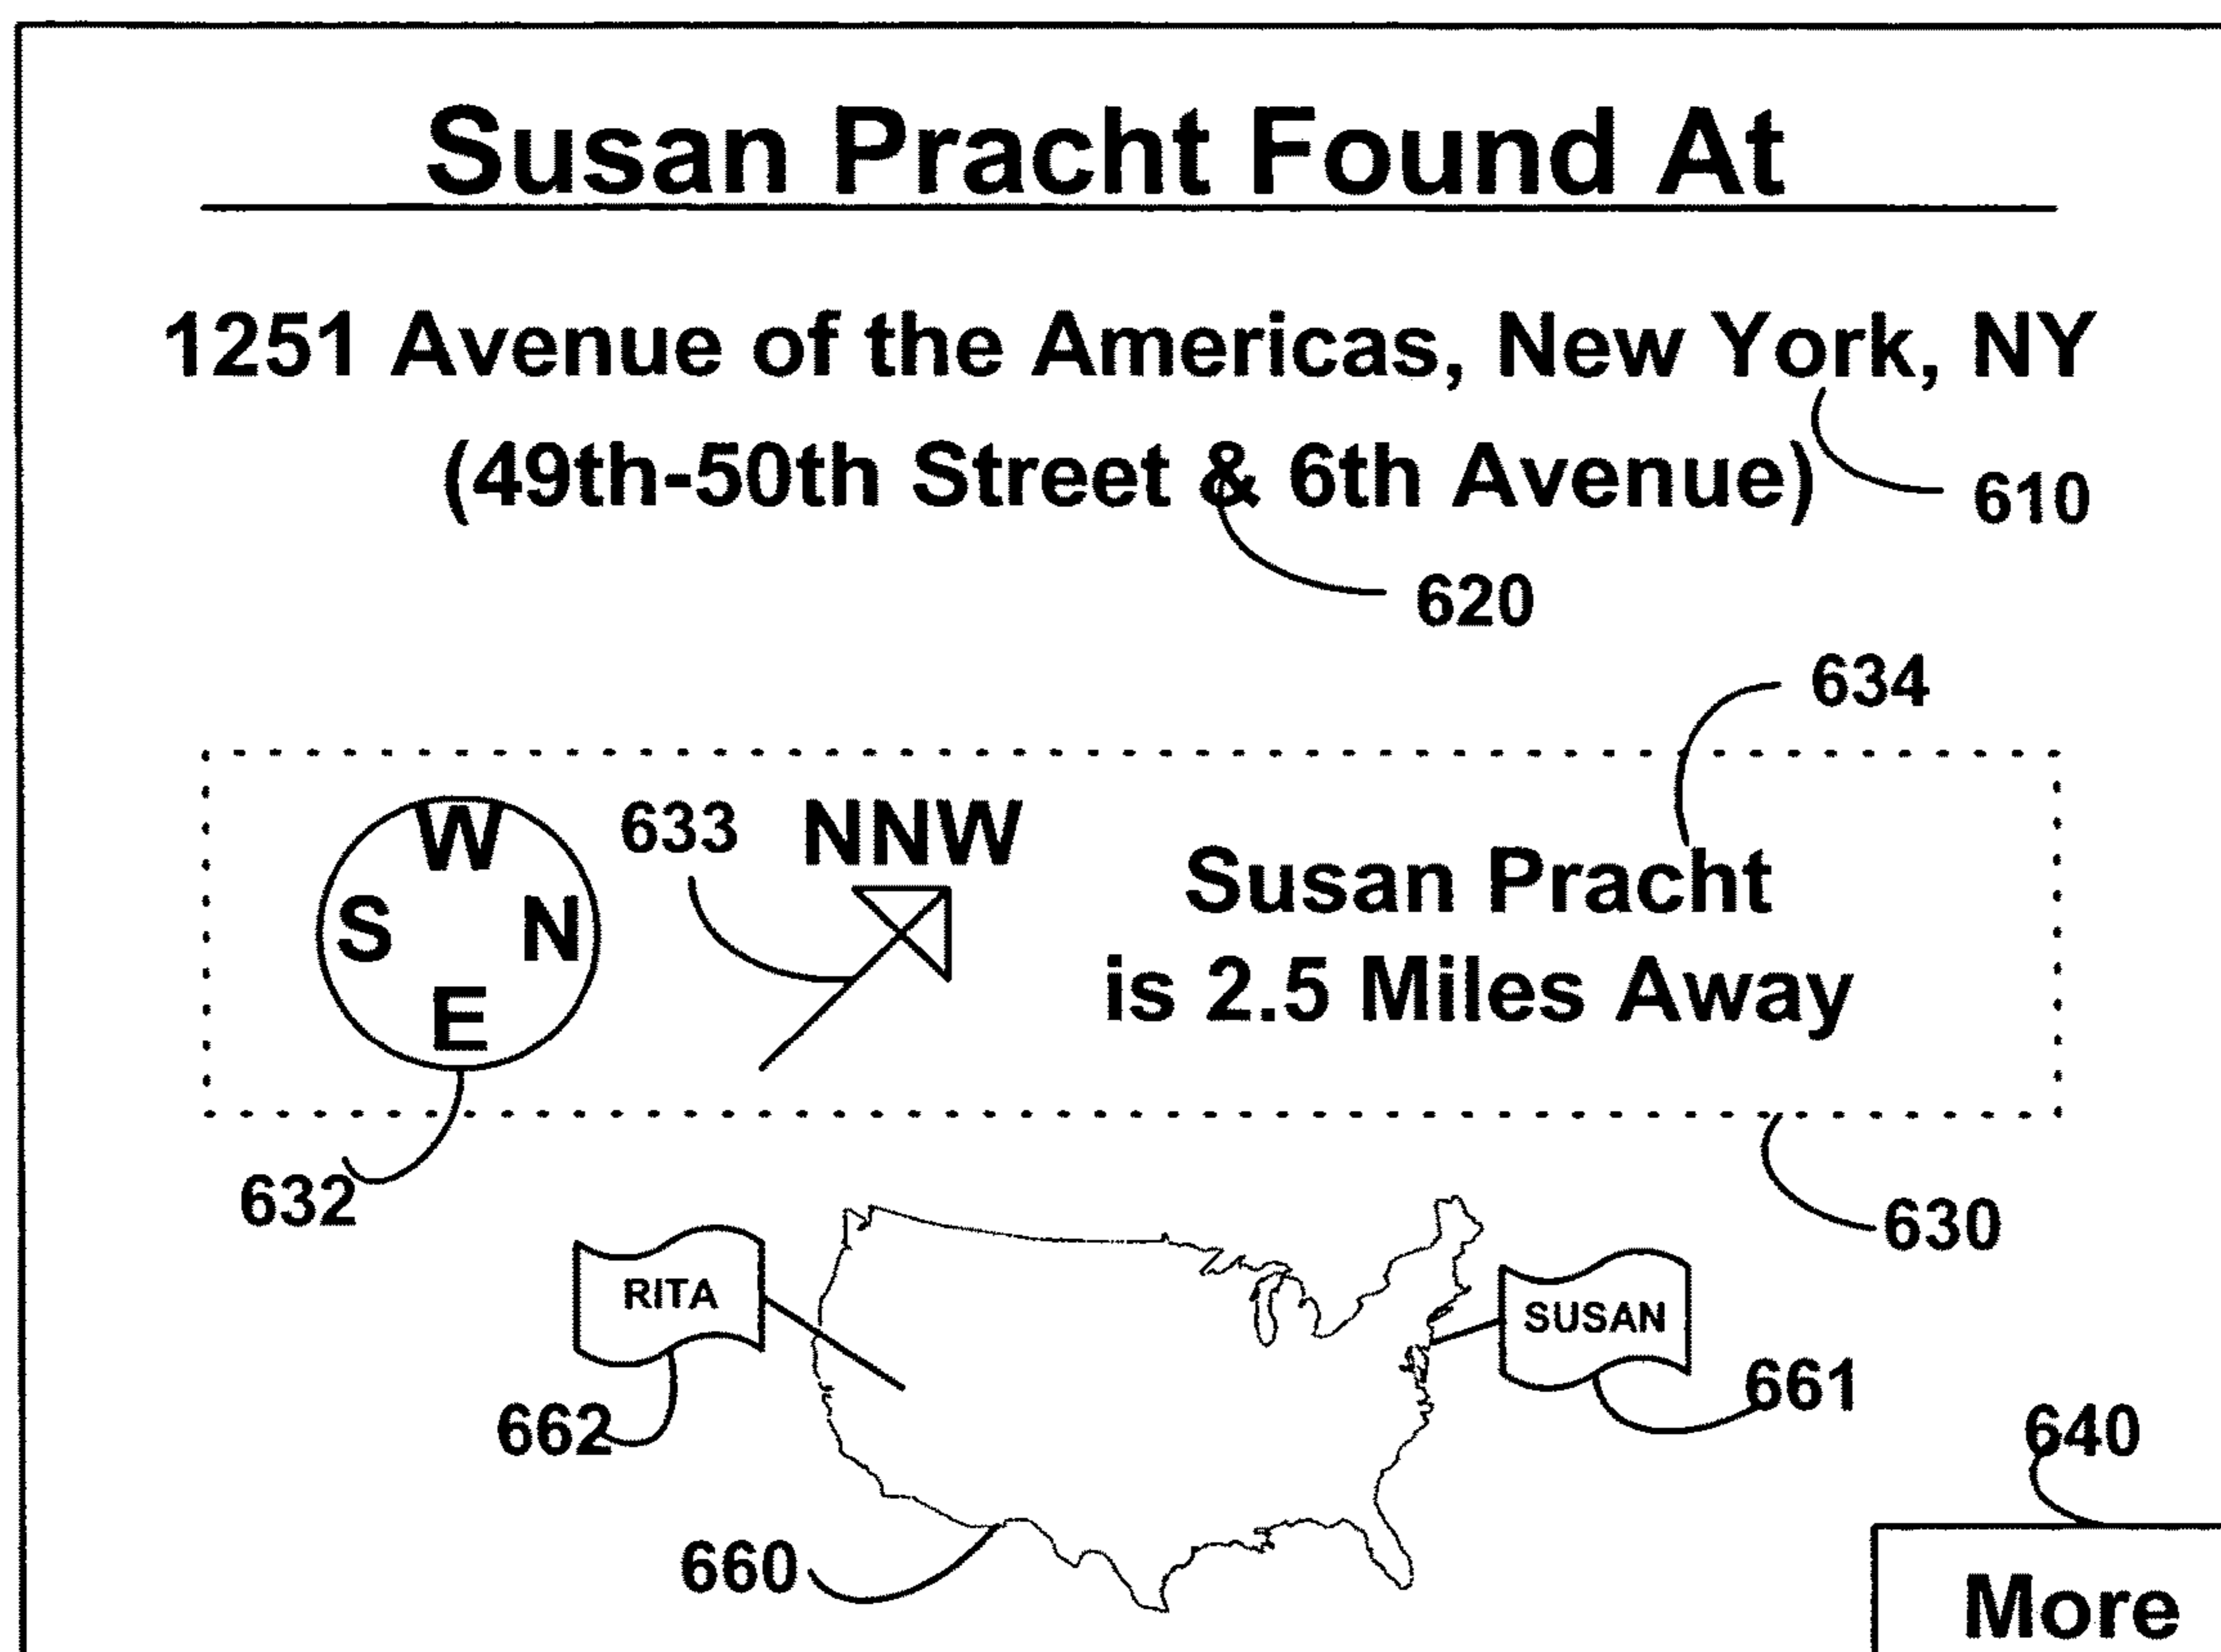 Susan Pracht Found At
1251 Avenue of the Americas, New York, NY
(49th-50th Street & 6th Avenue)
610
620
634
W
S N
E
633
NNW
Susan Pracht
is 2.5 Miles Away
632
630
RITA
SUSAN
662
661
640
660
More